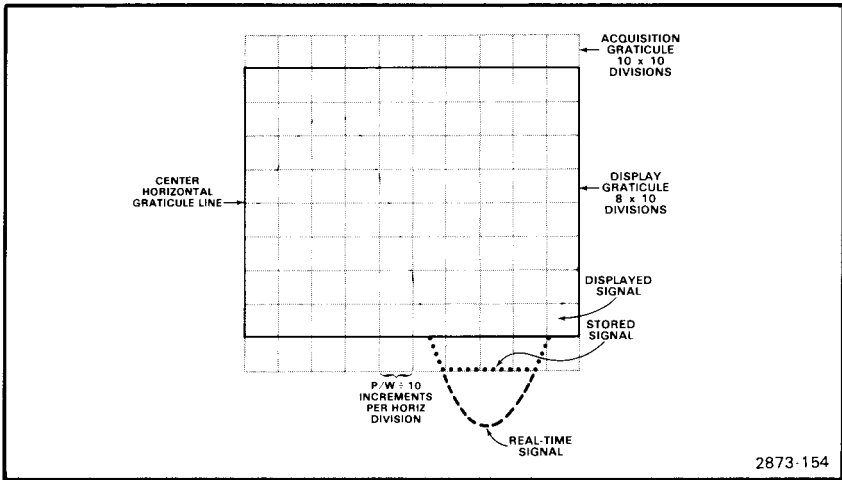 ACQUISITION
GRATICULE
10 x 10
DIVISIONS
CENTER
HORIZONTAL
GRATICULE LINE
DISPLAY
GRATICULE
8 x 10
DIVISIONS
DISPLAYED
SIGNAL
STORED
SIGNAL
P/W ÷ 10
INCREMENTS
PER HORIZ
DIVISION
REAL-TIME
SIGNAL
2873-154